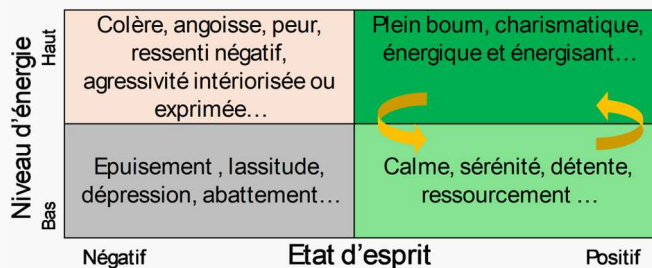 Niveau d'énergie
Haut
Bas
Colère, angoisse, peur,
ressenti négatif,
agressivité intériorisée ou
exprimée…
Plein boum, charismatique,
énergique et énergisant…
Epuisement , lassitude,
dépression, abattement…
Calme, sérénité, détente,
ressourcement …
Négatif
Etat d'esprit
Positif